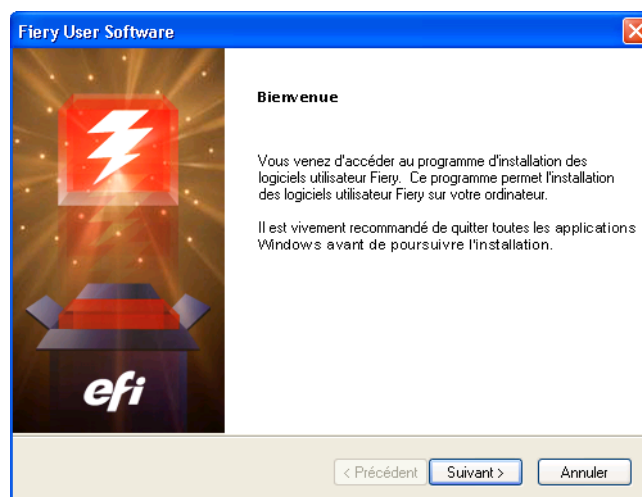 Fiery User Software
Bienvenue
Vous venez d'accéder au programme d'installation des
logiciels utilisateur Fiery. Ce programme permet l'installation
des logiciels utilisateur Fiery sur votre ordinateur.
Il est vivement recommandé de quitter toutes les applications
Windows avant de poursuivre l'installation.
efi
< Précédent
Suivant >
Annuler